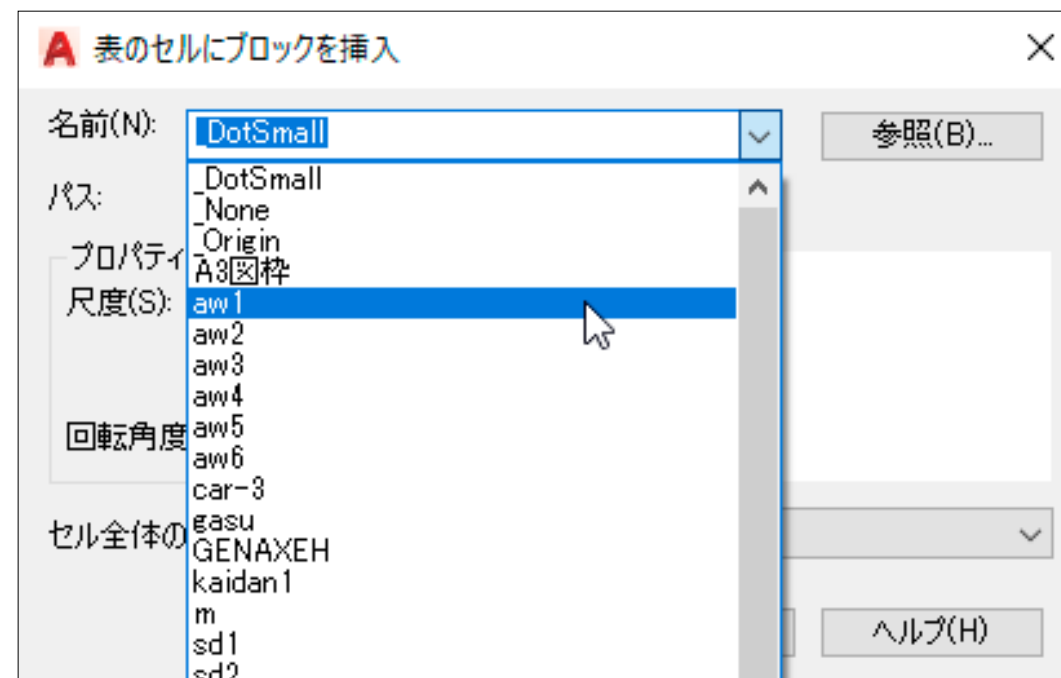 表のセルにブロックを挿入
名前(N):
_DotSmall
参照(B)...
パス:
プロパティ
尺度(S):
回転角度
セル全体の
_DotSmall
_None
_Origin
A3図枠
aw1
aw2
aw3
aw4
aw5
aw6
car-3
gasu
GENAXEH
kaidan1
m
sd1
sd2
ヘルプ(H)